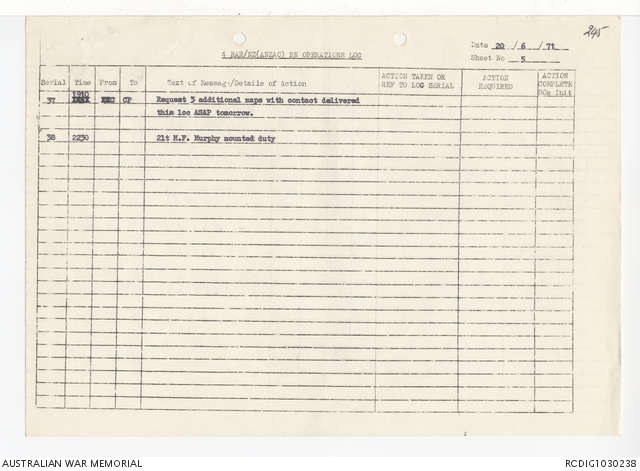 245
4 RAR/NZ(ANZAC) BN OPERATIONS LOG
Date 20 / 6 / 71
Sheet No 5
Serial Time From To Text of Message/Details of Action ACTION TAKEN OR REF TO LOG SERIAL ACTION REQUIRED ACTION COMPLETE DOs Init
37 1910 CP Request 3 additional maps with contact delivered
this loc ASAP tomorrow.
38 2230 2lt M.F. Murphy mounted duty
AUSTRALIAN WAR MEMORIAL
RCDIG1030238